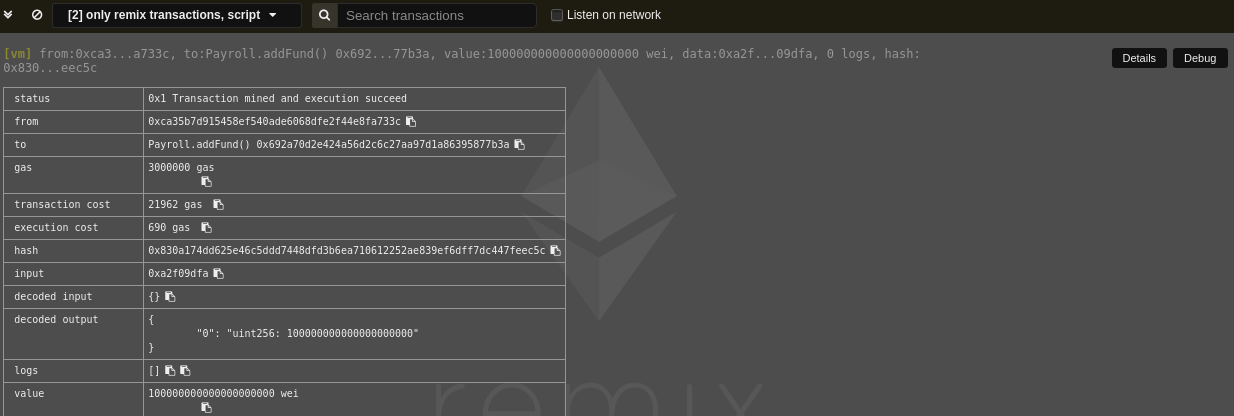 [2] only remix transactions, script
Search transactions
Listen on network
[vm] from:0xca3...a733c, to:Payroll.addFund() 0x692...77b3a, value:100000000000000000000 wei, data:0xa2f...09dfa, 0 logs, hash:
0x830...eec5c
Details
Debug
status 0x1 Transaction mined and execution succeed
from 0xca35b7d915458ef540ade6068dfe2f44e8fa733c
to Payroll.addFund() 0x692a70d2e424a56d2c6c27aa97d1a86395877b3a
gas 3000000 gas
transaction cost 21962 gas
execution cost 690 gas
hash 0x830a174dd625e46c5ddd7448dfd3b6ea710612252ae839ef6dff7dc447feec5c
input 0xa2f09dfa
decoded input {}
decoded output {
"0": "uint256: 100000000000000000000"
}
logs []
value 100000000000000000000 wei
remix